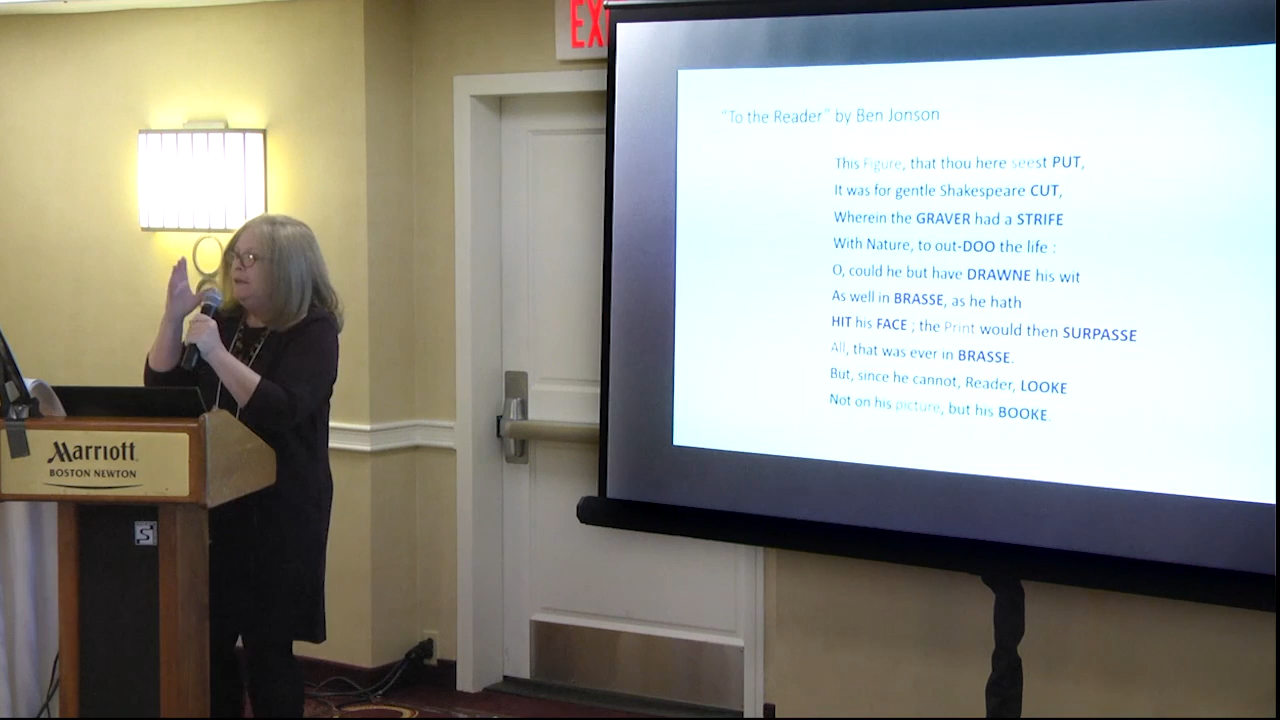 EX
"To the Reader" by Ben Jonson
This Figure, that thou here seest PUT,
It was for gentle Shakespeare CUT,
Wherein the GRAVER had a STRIFE
With Nature, to out-DOO the life :
O, could he but have DRAWNE his wit
As well in BRASSE, as he hath
HIT his FACE ; the Print would then SURPASSE
All, that was ever in BRASSE.
But, since he cannot, Reader, LOOKE
Not on his picture, but his BOOKE.
Marriott
BOSTON NEWTON
S